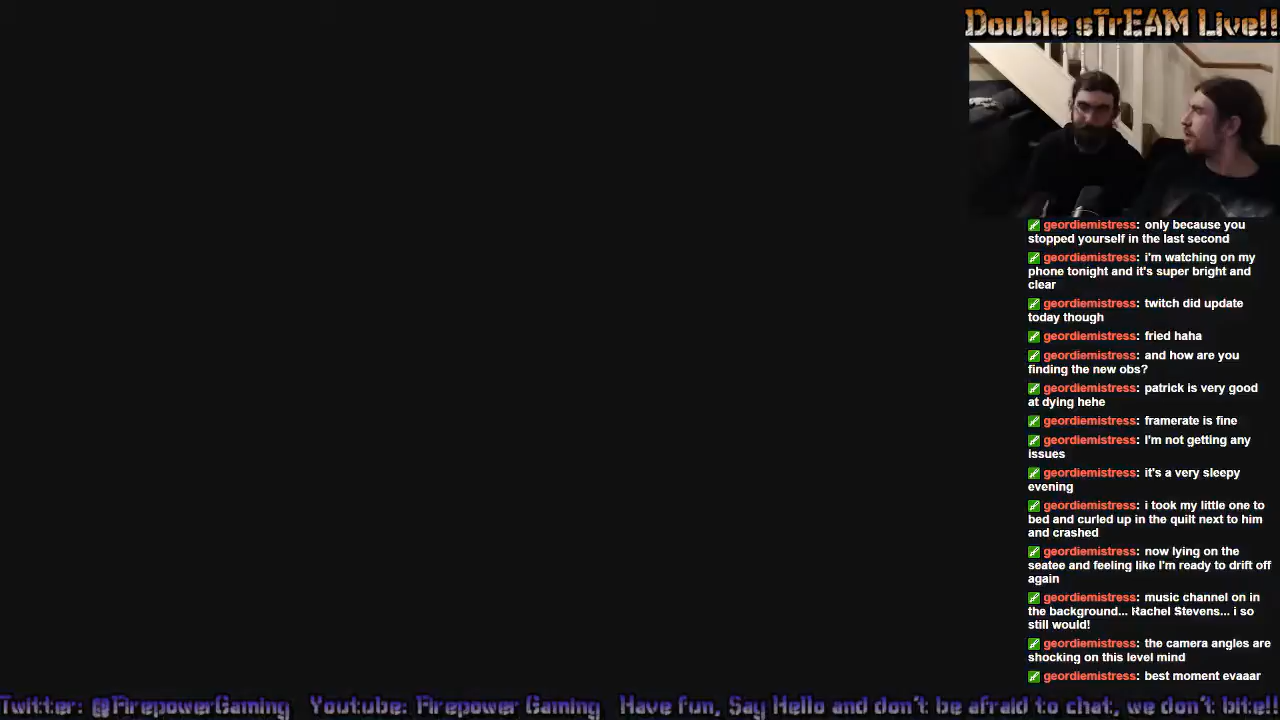 Double sTrEAM Live!!
geordiemistress: only because you
stopped yourself in the last second
geordiemistress: i'm watching on my
phone tonight and it's super bright and
clear
geordiemistress: twitch did update
today though
geordiemistress: fried haha
geordiemistress: and how are you
finding the new obs?
geordiemistress: patrick is very good
at dying hehe
geordiemistress: framerate is fine
geordiemistress: I'm not getting any
issues
geordiemistress: it's a very sleepy
evening
geordiemistress: i took my little one to
bed and curled up in the quilt next to him
and crashed
geordiemistress: now lying on the
seatee and feeling like I'm ready to drift off
again
geordiemistress: music channel on in
the background... Rachel Stevens... i so
still would!
geordiemistress: the camera angles are
shocking on this level mind
geordiemistress: best moment evaaar
Twitter: @FirepowerGaming Youtube: Firepower Gaming Have fun, Say Hello and don't be afraid to chat, we don't bite!!